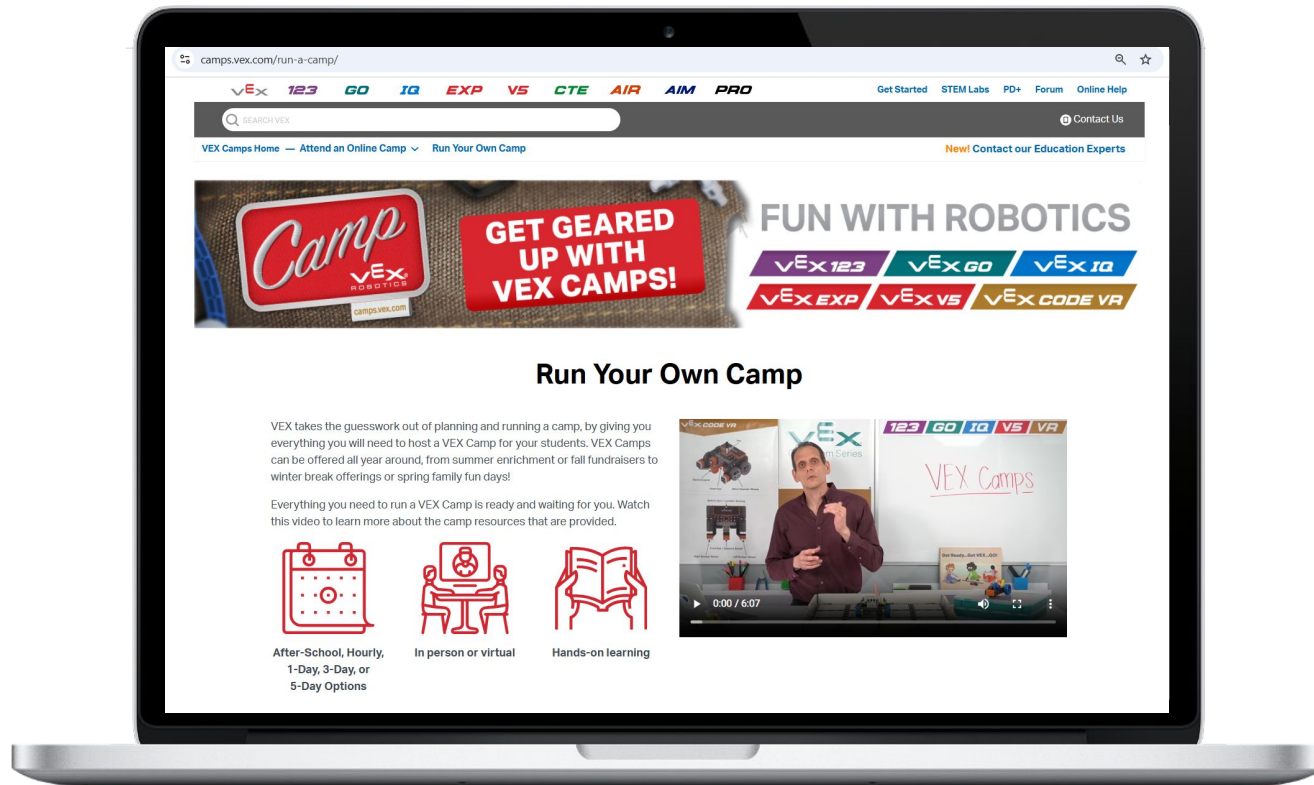 camps.vex.com/run-a-camp/
VEX 123 GO IQ EXP V5 CTE AIR AIM PRO Get Started STEM Labs PD+ Forum Online Help
SEARCH VEX Contact Us
VEX Camps Home — Attend an Online Camp Run Your Own Camp New! Contact our Education Experts
Camp
VEX
ROBOTICS
camps.vex.com
GET GEARED
UP WITH
VEX CAMPS!
FUN WITH ROBOTICS
VEX 123 VEX GO VEX IQ
VEX EXP VEX V5 VEX CODE VR
Run Your Own Camp
VEX takes the guesswork out of planning and running a camp, by giving you
everything you will need to host a VEX Camp for your students. VEX Camps
can be offered all year around, from summer enrichment or fall fundraisers to
winter break offerings or spring family fun days!
Everything you need to run a VEX Camp is ready and waiting for you. Watch
this video to learn more about the camp resources that are provided.
After-School, Hourly,
1-Day, 3-Day, or
5-Day Options
In person or virtual
Hands-on learning
VEX CODE VR
VEX
123 GO IQ V5 VR
VEX Camps
Get Ready...Get VEX...GO!
0:00 / 6:07